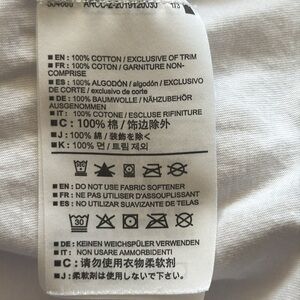 ARCC-Z-2019120030 1/3
■ EN : 100% COTTON / EXCLUSIVE OF TRIM
■ FR : 100% COTON / GARNITURE NON-
COMPRISE
■ ES : 100% ALGODÓN / algodón / EXCLUSIVO
DE CORTE / exclusivo de corte
■ DE : 100% BAUMWOLLE / NÄHZUBEHÖR
AUSGENOMMEN
■ IT : 100% COTONE / ESCLUSE RIFINITURE
■ C : 100% 棉 / 饰边除外
■ J : 100% 綿 / 装飾を除く
■ K : 100% 면 / 트림 제외
■ EN : DO NOT USE FABRIC SOFTENER
■ FR : NE PAS UTILISER D'ASSOUPLISSANT
■ ES : NO UTILIZAR SUAVIZANTE DE TELAS
30
■ DE : KEINEN WEICHSPÜLER VERWENDEN
■ IT : NON USARE AMMORBIDENTI
■ C : 请勿使用衣物柔软剂
■ J : 柔軟剤は使用しないで下さい。